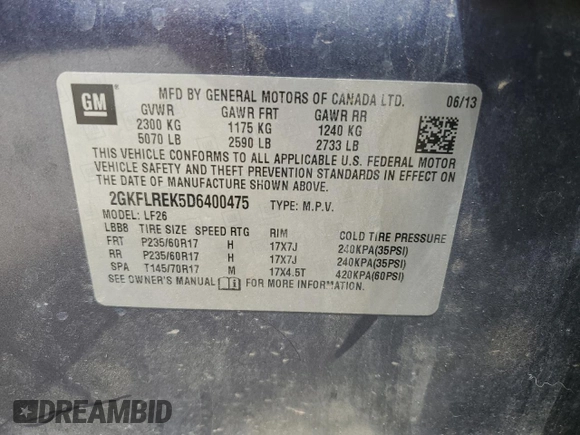 GM
MFD BY GENERAL MOTORS OF CANADA LTD. 06/13
GVWR GAWR FRT GAWR RR
2300 KG 1175 KG 1240 KG
5070 LB 2590 LB 2733 LB
THIS VEHICLE CONFORMS TO ALL APPLICABLE U.S. FEDERAL MOTOR
VEHICLE SAFETY AND THEFT PREVENTION STANDARDS IN EFFECT ON
THE DATE OF MANUFACTURE SHOWN ABOVE.
2GKFLREK5D6400475 TYPE: M.P.V.
MODEL: LF26
LBBB TIRE SIZE SPEED RTG RIM COLD TIRE PRESSURE
FRT P235/60R17 H 17X7J 240KPA(35PSI)
RR P235/60R17 H 17X7J 240KPA(35PSI)
SPA T145/70R17 M 17X4.5T 420KPA(60PSI)
SEE OWNER'S MANUAL FOR MORE INFORMATION.
DREAMBID